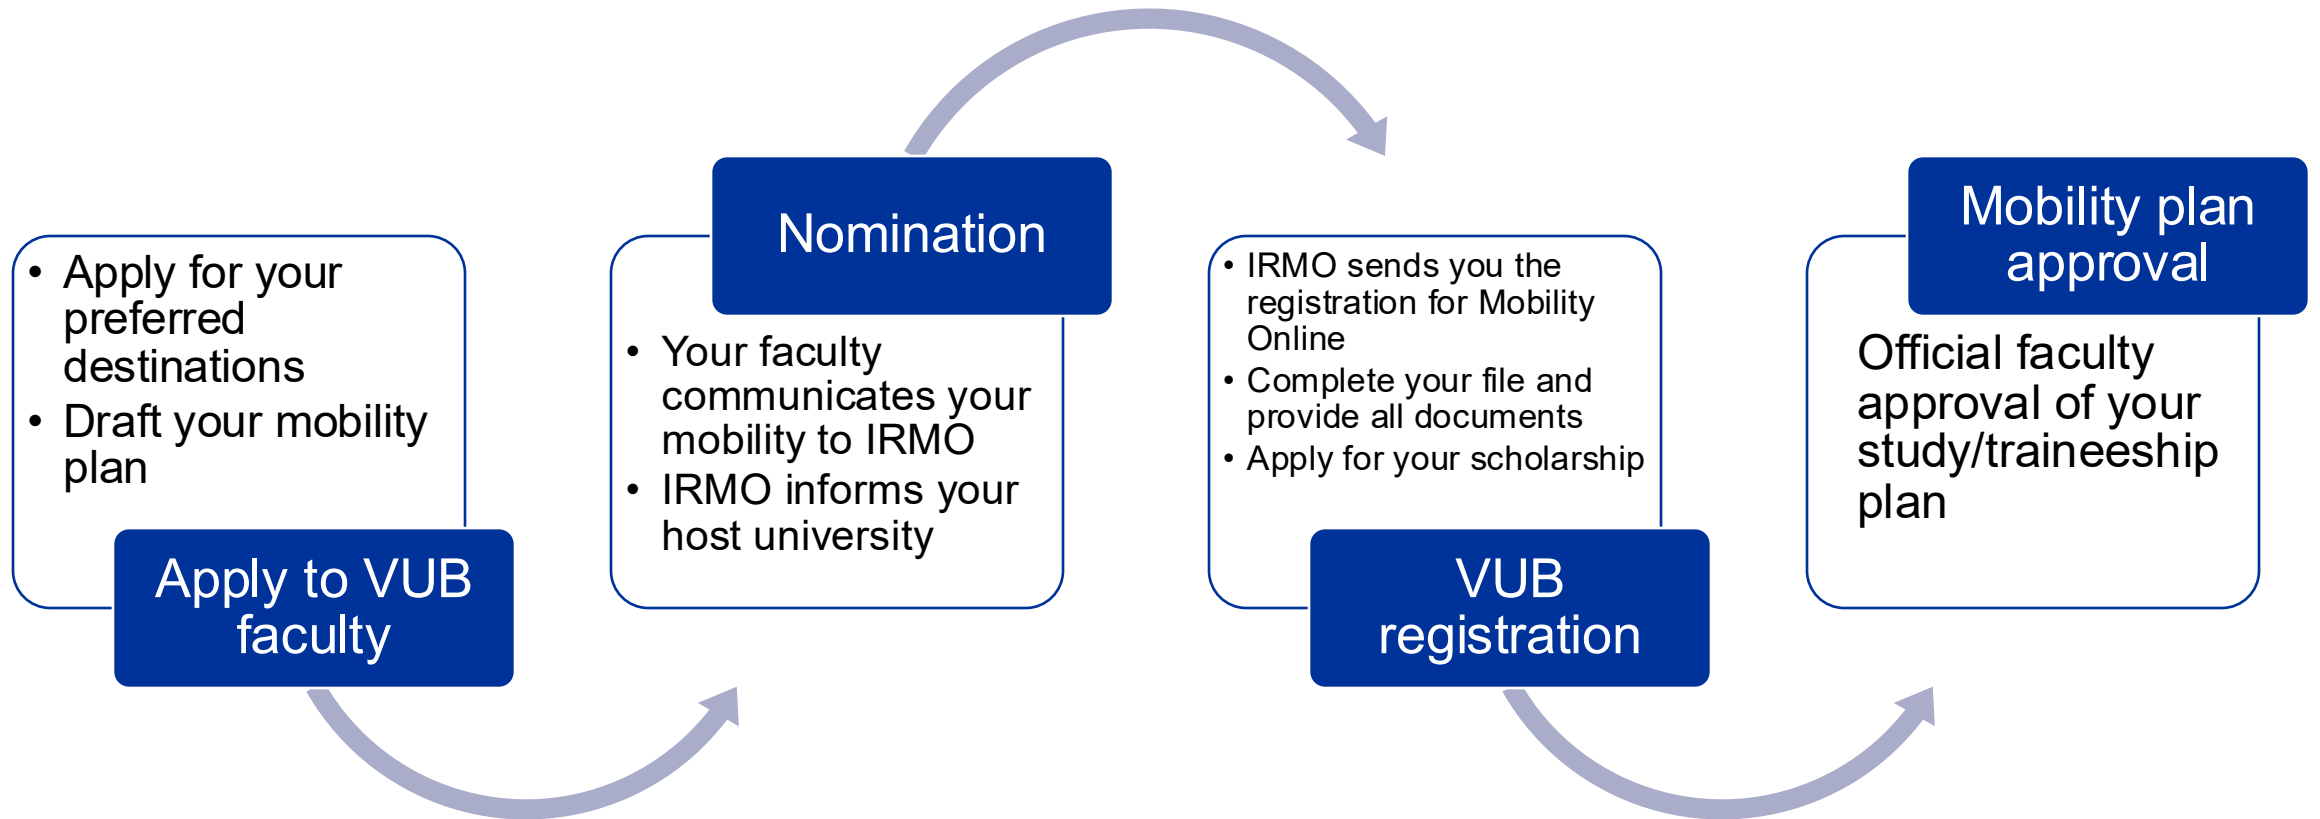 • Apply for your
preferred
destinations
• Draft your mobility
plan
Apply to VUB
faculty
Nomination
• Your faculty
communicates your
mobility to IRMO
• IRMO informs your
host university
• IRMO sends you the
registration for Mobility
Online
• Complete your file and
provide all documents
• Apply for your scholarship
VUB
registration
Mobility plan
approval
Official faculty
approval of your
study/traineeship
plan